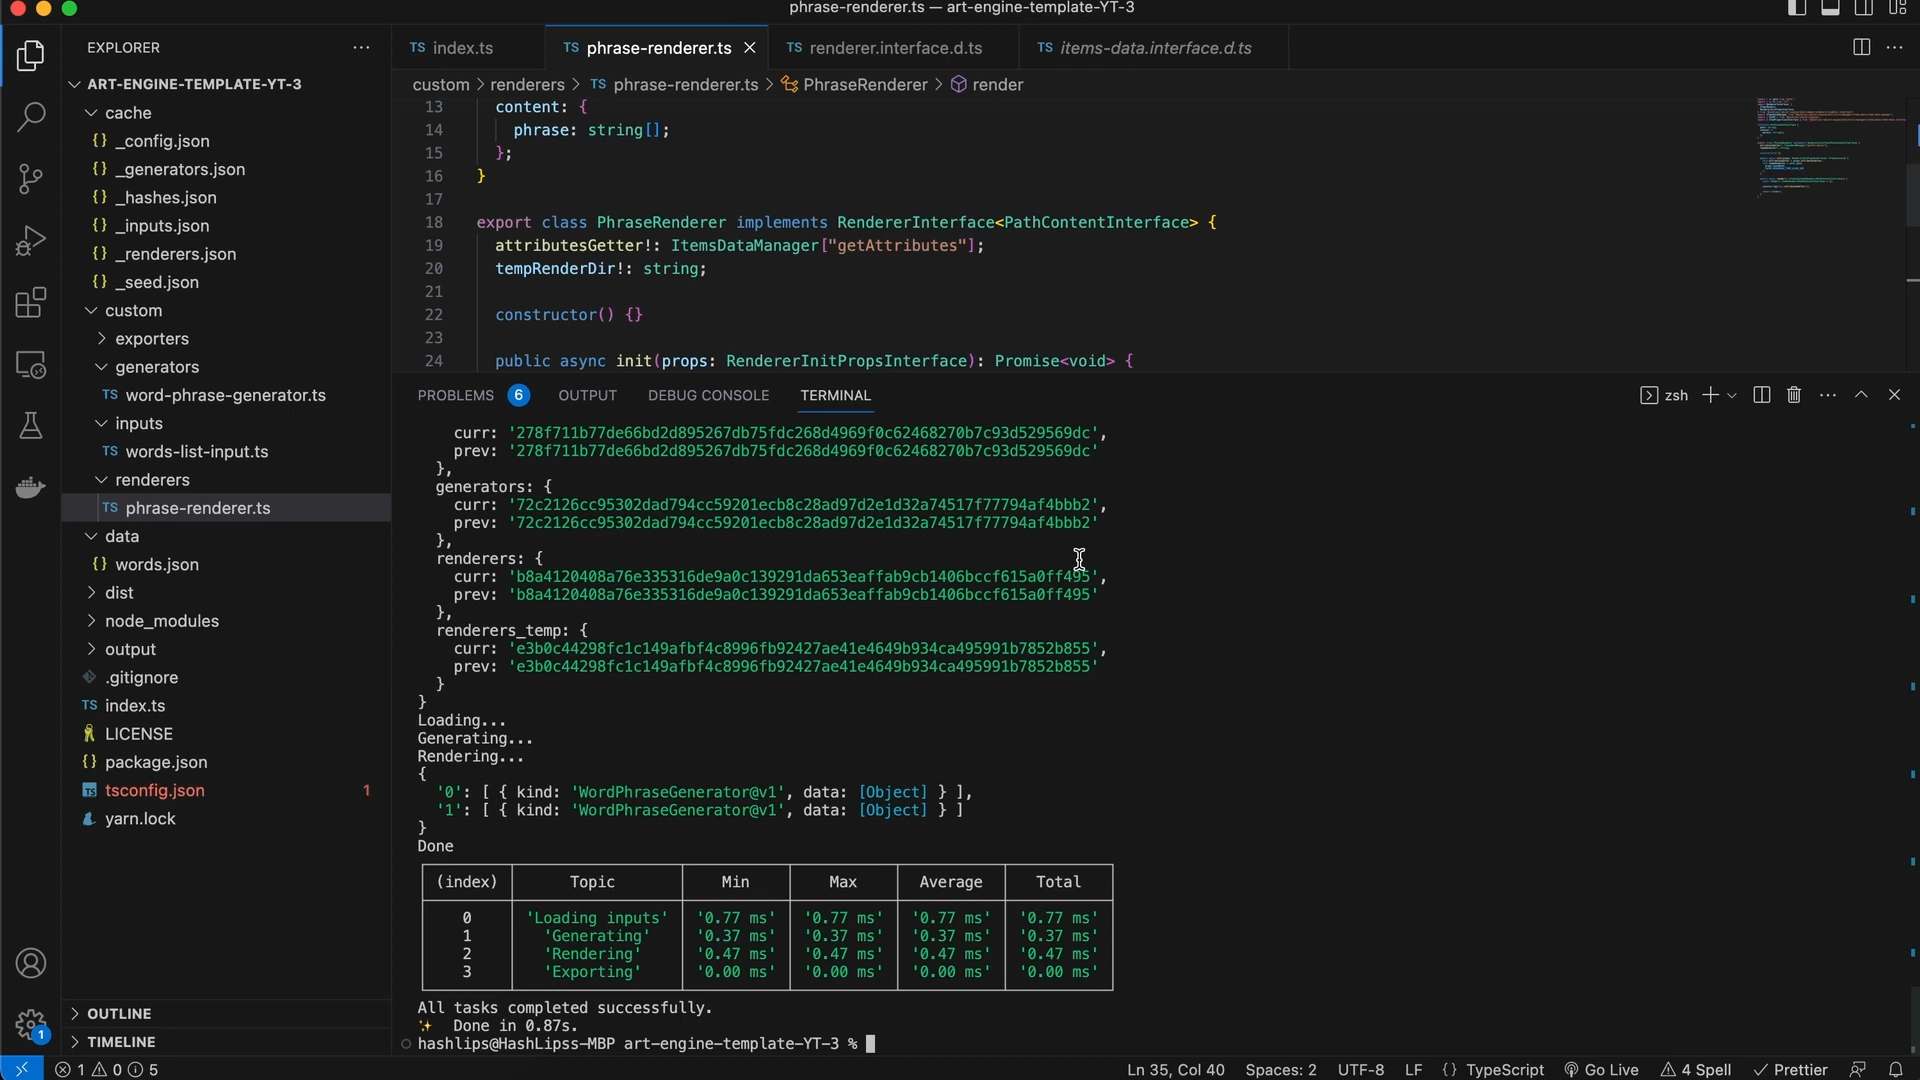 phrase-renderer.ts — art-engine-template-YT-3
EXPLORER
ART-ENGINE-TEMPLATE-YT-3
cache
{} _config.json
{} _generators.json
{} _hashes.json
{} _inputs.json
{} _renderers.json
{} _seed.json
custom
exporters
generators
TS word-phrase-generator.ts
inputs
TS words-list-input.ts
renderers
TS phrase-renderer.ts
data
{} words.json
dist
node_modules
output
.gitignore
TS index.ts
LICENSE
{} package.json
TS tsconfig.json 1
yarn.lock
OUTLINE
TIMELINE
1
TS index.ts
TS phrase-renderer.ts
TS renderer.interface.d.ts
TS items-data.interface.d.ts
custom > renderers > TS phrase-renderer.ts > PhraseRenderer > render
13 content: {
14 phrase: string[];
15 };
16 }
17
18 export class PhraseRenderer implements RendererInterface<PathContentInterface> {
19 attributesGetter!: ItemsDataManager["getAttributes"];
20 tempRenderDir!: string;
21
22 constructor() {}
23
24 public async init(props: RendererInitPropsInterface): Promise<void> {
PROBLEMS 6 OUTPUT DEBUG CONSOLE TERMINAL
zsh
curr: '278f711b77de66bd2d895267db75fdc268d4969f0c62468270b7c93d529569dc',
prev: '278f711b77de66bd2d895267db75fdc268d4969f0c62468270b7c93d529569dc'
},
generators: {
curr: '72c2126cc95302dad794cc59201ecb8c28ad97d2e1d32a74517f77794af4bbb2',
prev: '72c2126cc95302dad794cc59201ecb8c28ad97d2e1d32a74517f77794af4bbb2'
},
renderers: {
curr: 'b8a4120408a76e335316de9a0c139291da653eaffab9cb1406bccf615a0ff495',
prev: 'b8a4120408a76e335316de9a0c139291da653eaffab9cb1406bccf615a0ff495'
},
renderers_temp: {
curr: 'e3b0c44298fc1c149afbf4c8996fb92427ae41e4649b934ca495991b7852b855',
prev: 'e3b0c44298fc1c149afbf4c8996fb92427ae41e4649b934ca495991b7852b855'
}
}
Loading...
Generating...
Rendering...
{
'0': [ { kind: 'WordPhraseGenerator@v1', data: [Object] } ],
'1': [ { kind: 'WordPhraseGenerator@v1', data: [Object] } ]
}
Done
(index) Topic Min Max Average Total
0 'Loading inputs' '0.77 ms' '0.77 ms' '0.77 ms' '0.77 ms'
1 'Generating' '0.37 ms' '0.37 ms' '0.37 ms' '0.37 ms'
2 'Rendering' '0.47 ms' '0.47 ms' '0.47 ms' '0.47 ms'
3 'Exporting' '0.00 ms' '0.00 ms' '0.00 ms' '0.00 ms'
All tasks completed successfully.
✨ Done in 0.87s.
hashlips@HashLipss-MBP art-engine-template-YT-3 %
1 0 5
Ln 35, Col 40 Spaces: 2 UTF-8 LF {} TypeScript Go Live 4 Spell Prettier